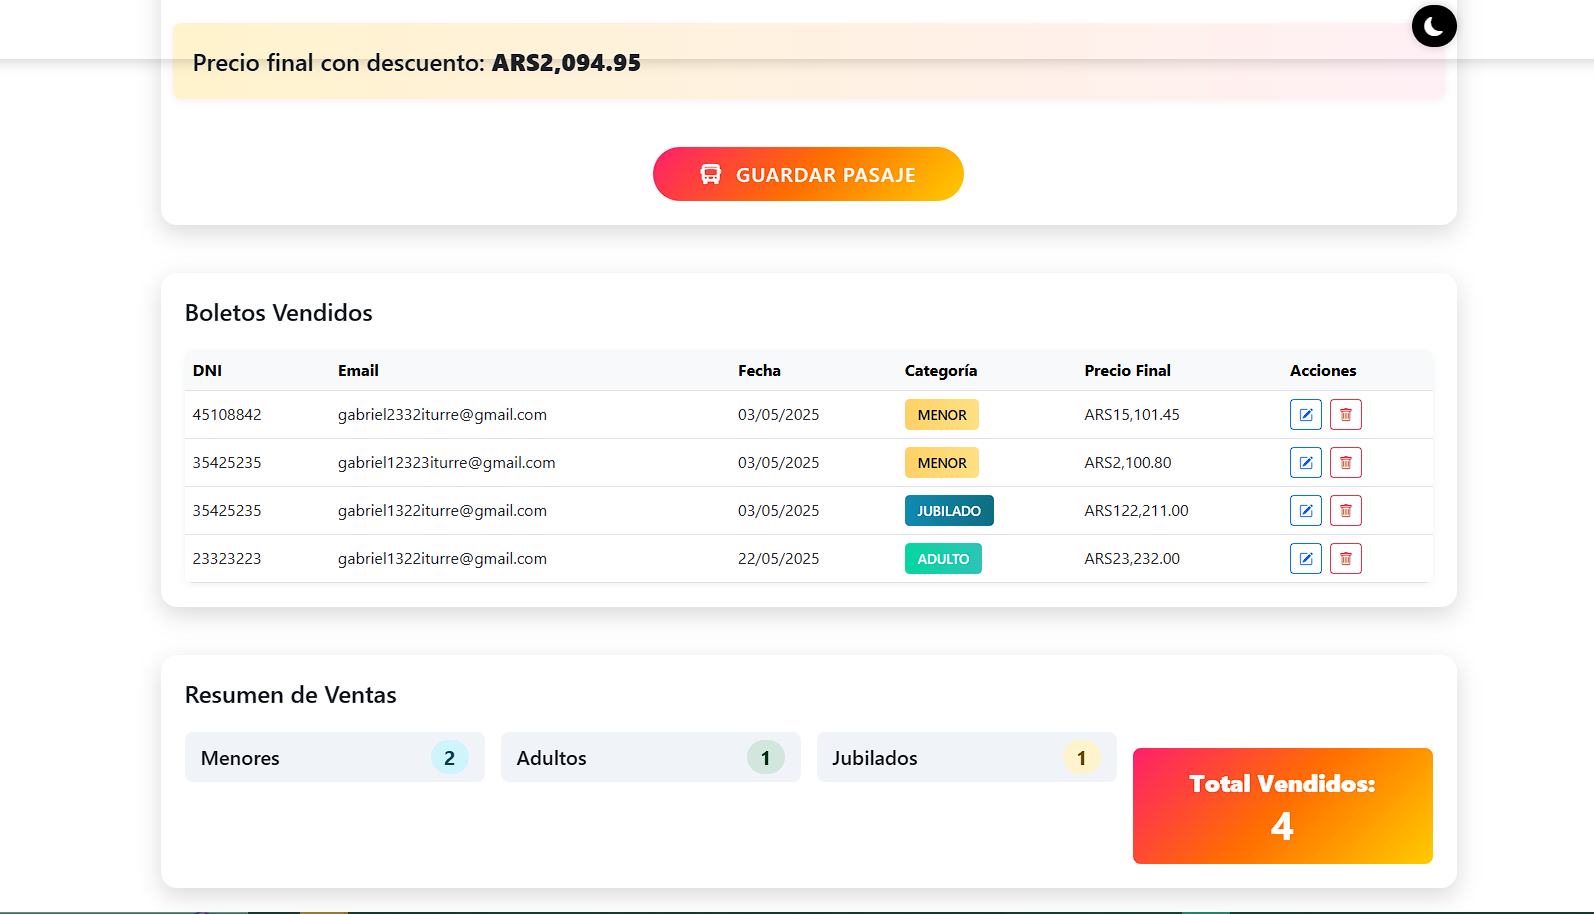 Precio final con descuento: ARS2,094.95
GUARDAR PASAJE
Boletos Vendidos
DNI Email Fecha Categoría Precio Final Acciones
45108842 gabriel2332iturre@gmail.com 03/05/2025 MENOR ARS15,101.45
35425235 gabriel12323iturre@gmail.com 03/05/2025 MENOR ARS2,100.80
35425235 gabriel1322iturre@gmail.com 03/05/2025 JUBILADO ARS122,211.00
23323223 gabriel1322iturre@gmail.com 22/05/2025 ADULTO ARS23,232.00
Resumen de Ventas
Menores 2 Adultos 1 Jubilados 1
Total Vendidos:
4